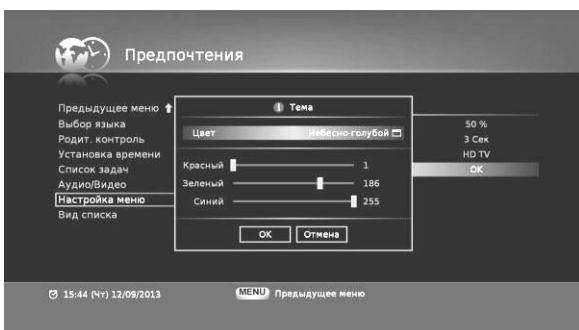 Предпочтения
Предыдущее меню
Выбор языка
Родит. контроль
Установка времени
Список задач
Аудио/Видео
Настройка меню
Вид списка
Тема
Цвет Небесно-голубой
Красный 1
Зеленый 186
Синий 255
ОК Отмена
50 %
3 Сек
HD TV
OK
15:44 (Чт) 12/09/2013 MENU Предыдущее меню